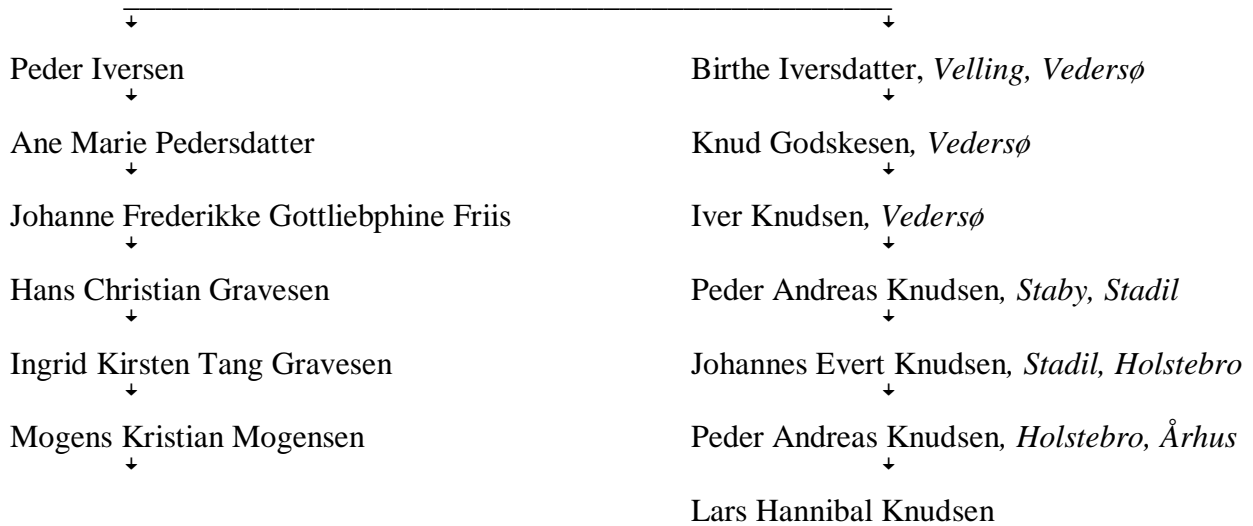 Peder Iversen Birthe Iversdatter, Velling, Vedersø
Ane Marie Pedersdatter Knud Godskesen, Vedersø
Johanne Frederikke Gottliebphine Friis Iver Knudsen, Vedersø
Hans Christian Gravesen Peder Andreas Knudsen, Staby, Stadil
Ingrid Kirsten Tang Gravesen Johannes Evert Knudsen, Stadil, Holstebro
Mogens Kristian Mogensen Peder Andreas Knudsen, Holstebro, Århus
Lars Hannibal Knudsen